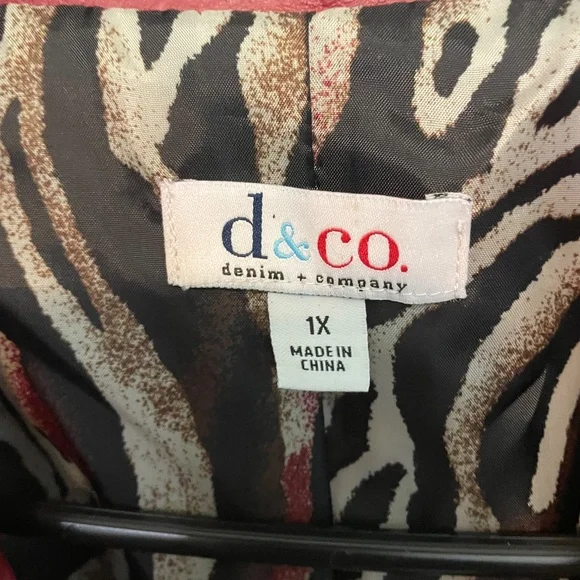 d&co.
denim + company
1X
MADE IN
CHINA